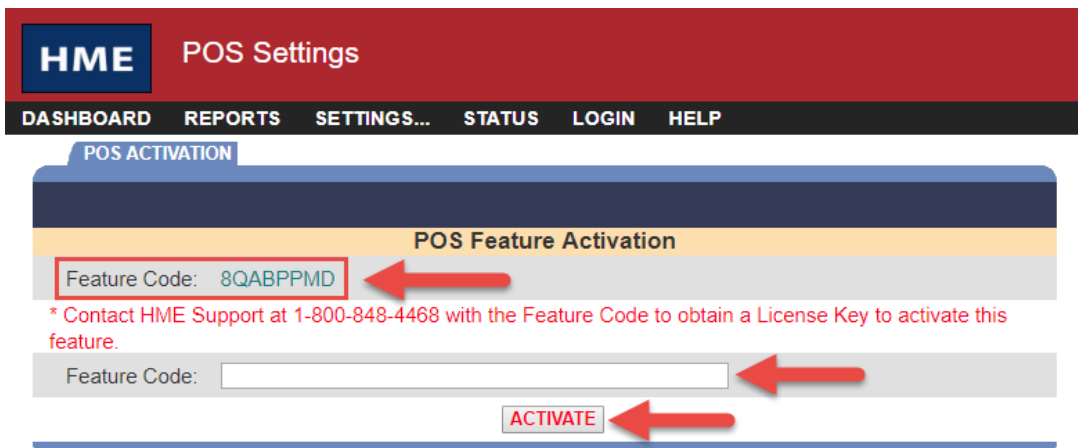 HME POS Settings
DASHBOARD REPORTS SETTINGS... STATUS LOGIN HELP
POS ACTIVATION
POS Feature Activation
Feature Code: 8QABPPMD
* Contact HME Support at 1-800-848-4468 with the Feature Code to obtain a License Key to activate this
feature.
Feature Code:
ACTIVATE